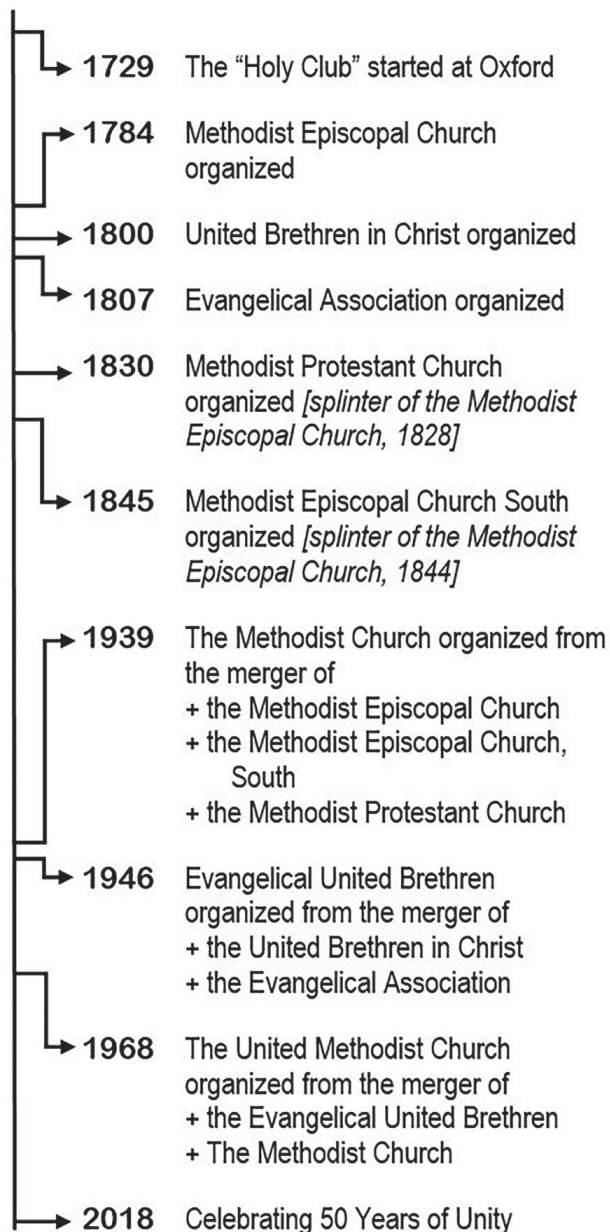 1729 The “Holy Club” started at Oxford
1784 Methodist Episcopal Church
organized
1800 United Brethren in Christ organized
1807 Evangelical Association organized
1830 Methodist Protestant Church
organized [splinter of the Methodist
Episcopal Church, 1828]
1845 Methodist Episcopal Church South
organized [splinter of the Methodist
Episcopal Church, 1844]
1939 The Methodist Church organized from
the merger of
+ the Methodist Episcopal Church
+ the Methodist Episcopal Church,
South
+ the Methodist Protestant Church
1946 Evangelical United Brethren
organized from the merger of
+ the United Brethren in Christ
+ the Evangelical Association
1968 The United Methodist Church
organized from the merger of
+ the Evangelical United Brethren
+ The Methodist Church
2018 Celebrating 50 Years of Unity